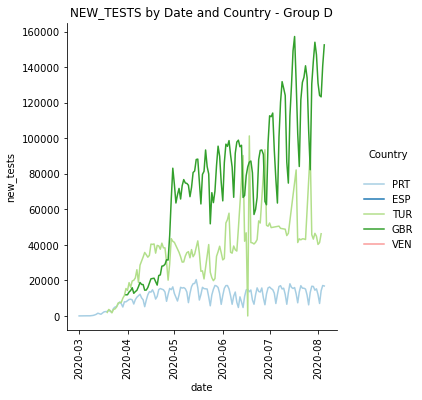 NEW_TESTS by Date and Country - Group D
160000
140000
120000
100000
80000
60000
40000
20000
0
new_tests
2020-03
2020-04
2020-05
2020-06
2020-07
2020-08
date
Country
PRT
ESP
TUR
GBR
VEN